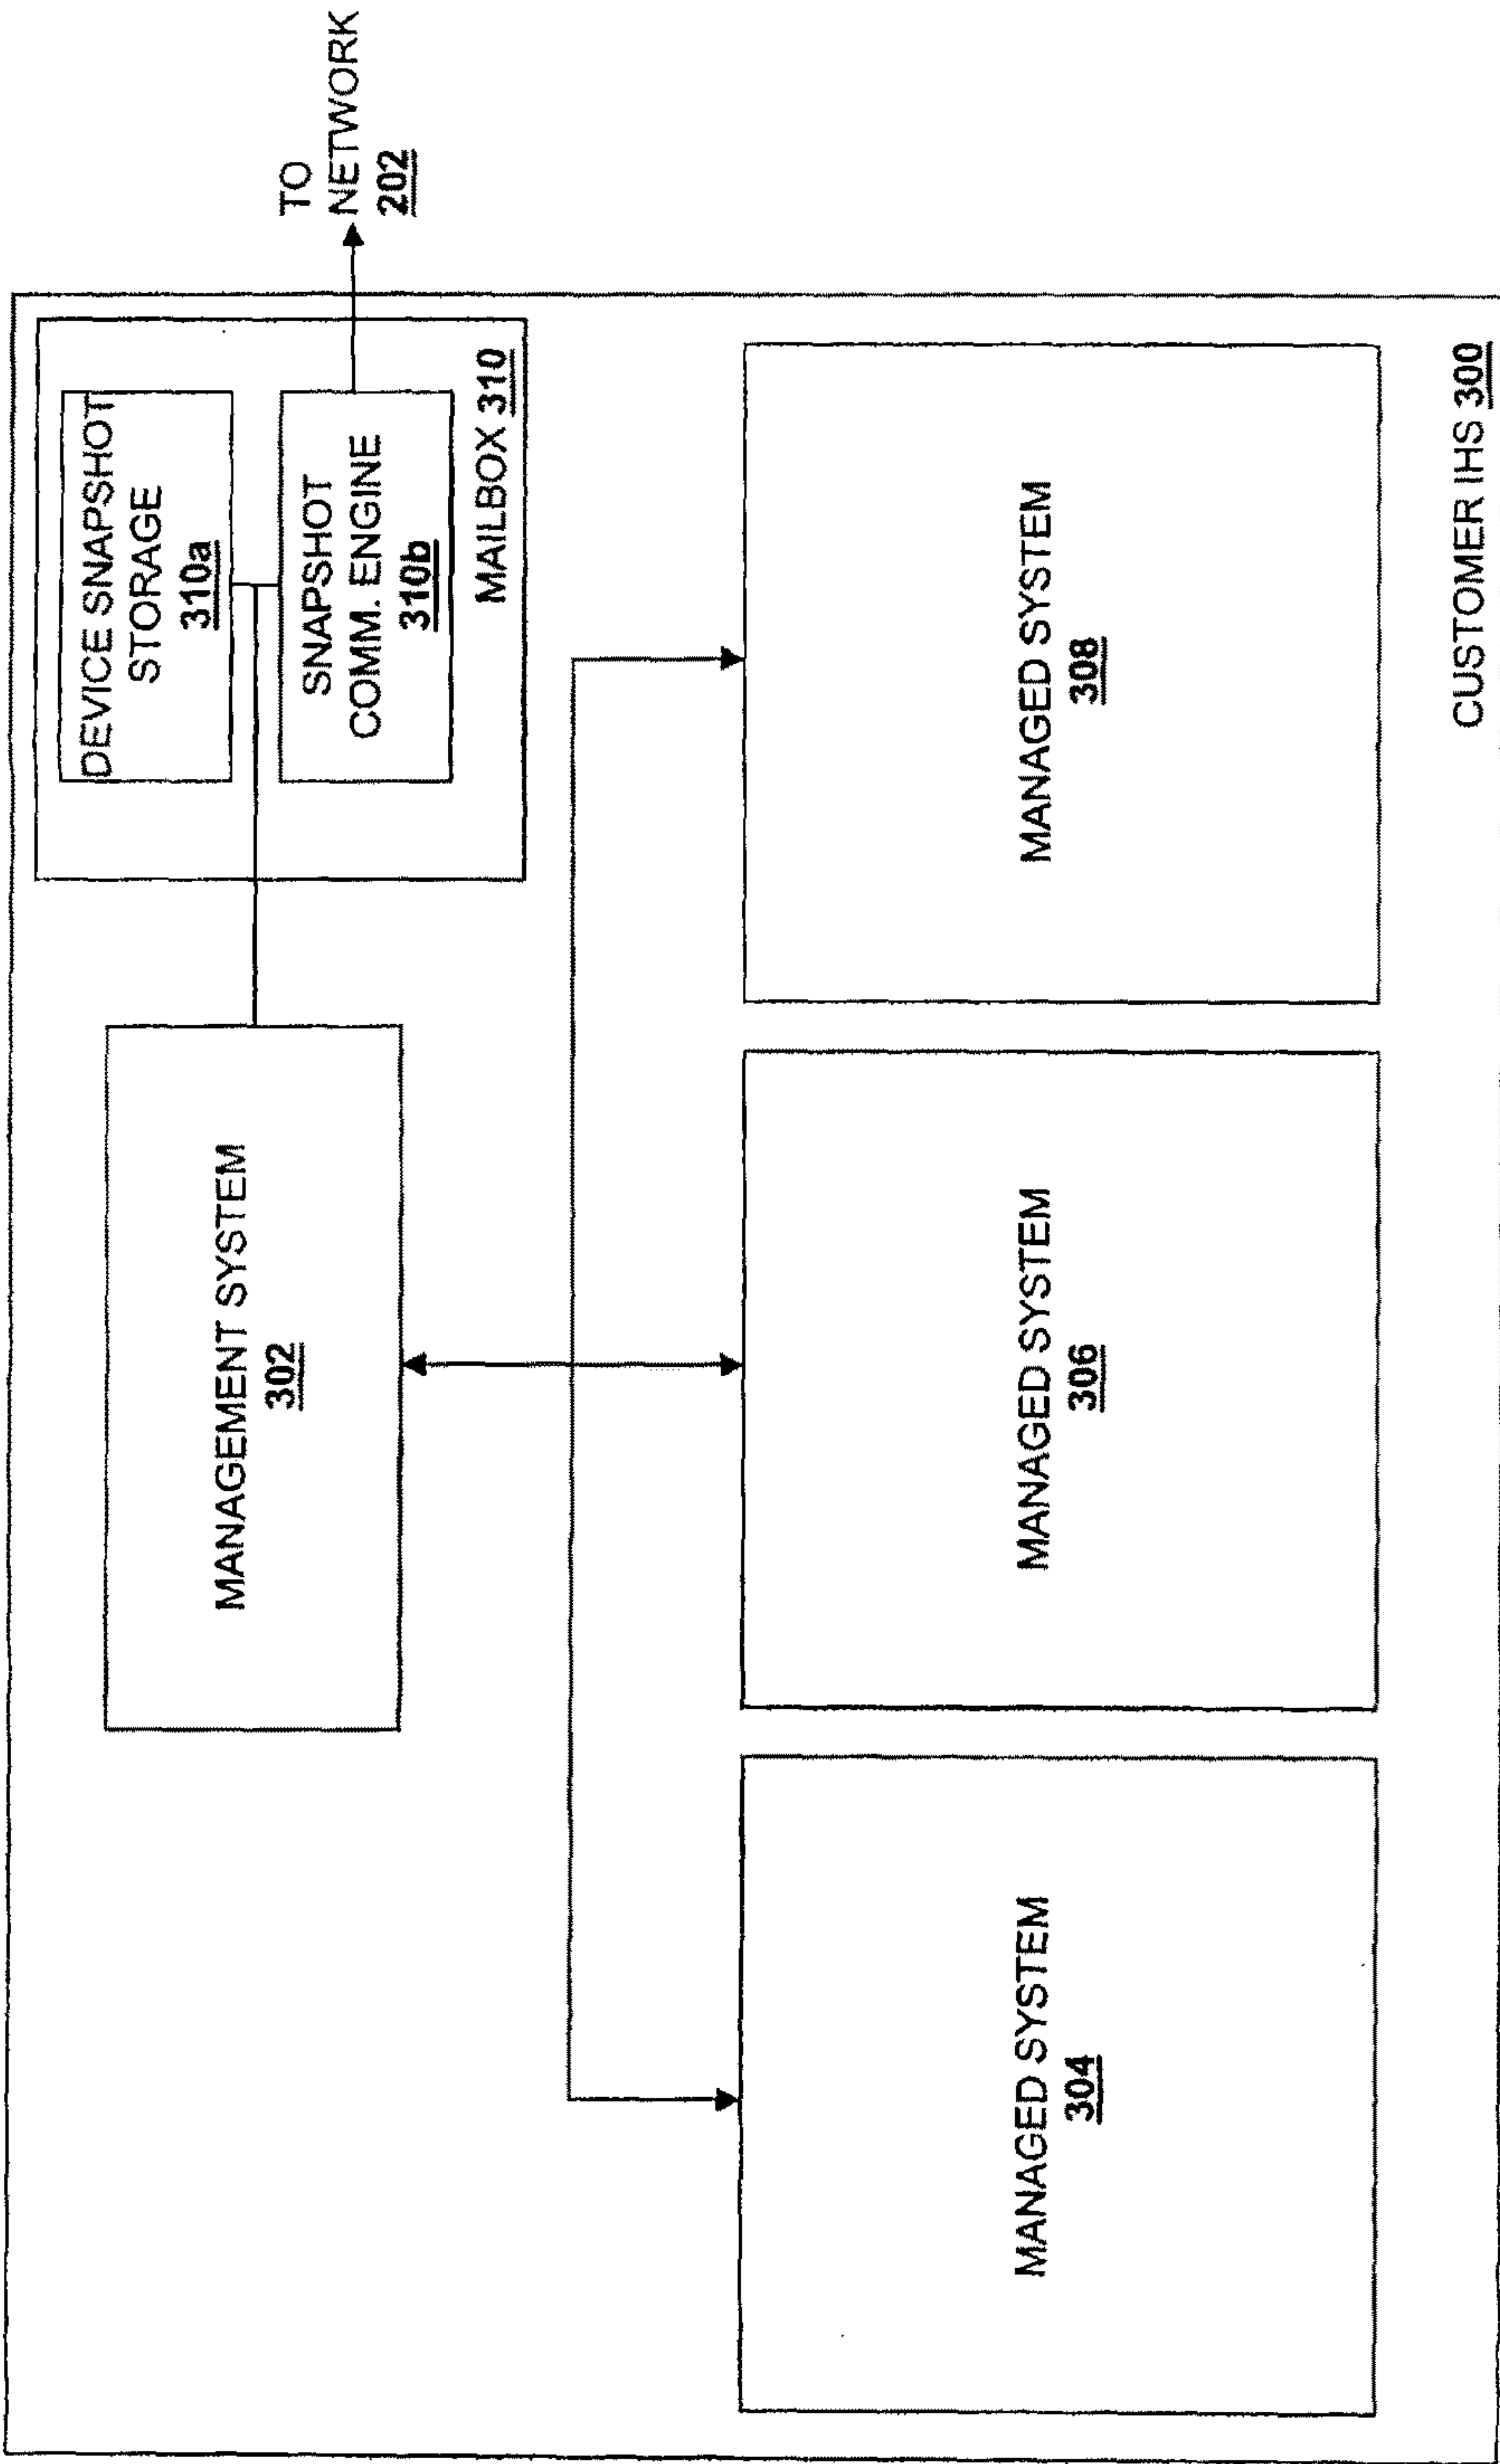 MANAGEMENT SYSTEM
302
DEVICE SNAPSHOT
STORAGE
310a
SNAPSHOT
COMM. ENGINE
310b
MAILBOX 310
TO
NETWORK
202
MANAGED SYSTEM
304
MANAGED SYSTEM
306
MANAGED SYSTEM
308
CUSTOMER IHS 300